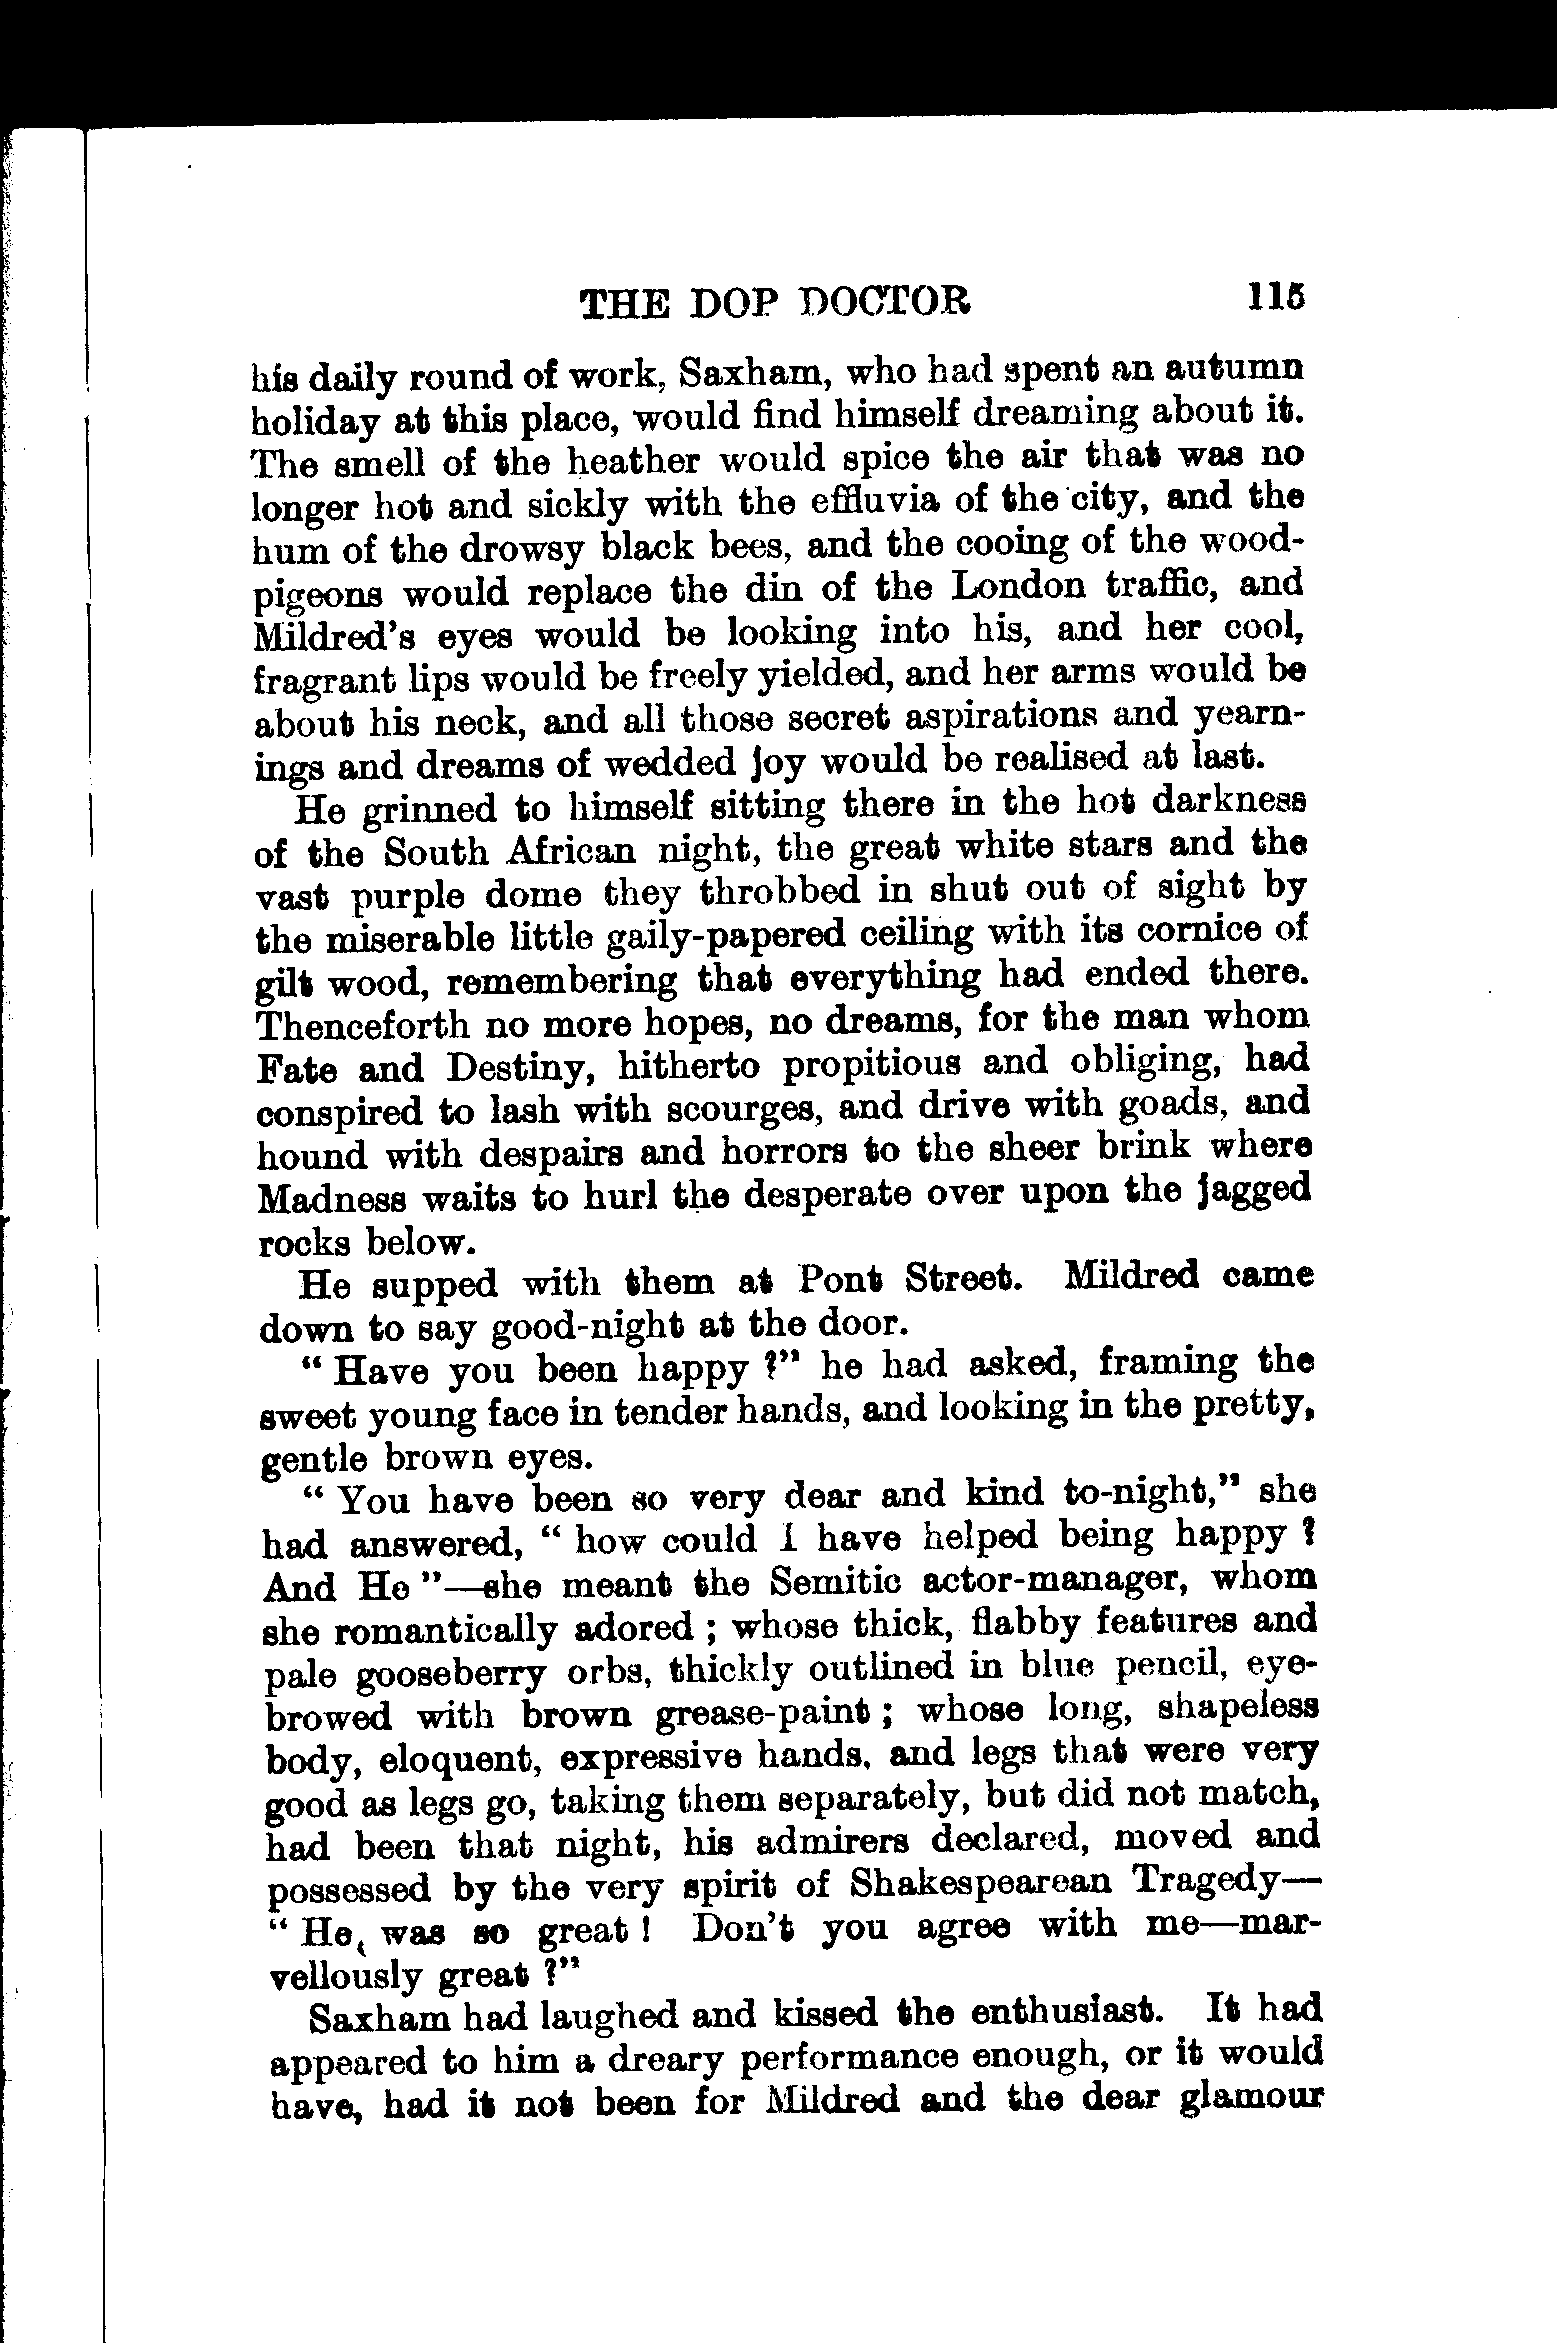 THE DOP DOCTOR 115
his daily round of work, Saxham, who had spent an autumn
holiday at this place, would find himself dreaming about it.
The smell of the heather would spice the air that was no
longer hot and sickly with the effluvia of the city, and the
hum of the drowsy black bees, and the cooing of the wood-
pigeons would replace the din of the London traffic, and
Mildred's eyes would be looking into his, and her cool,
fragrant lips would be freely yielded, and her arms would be
about his neck, and all those secret aspirations and yearn-
ings and dreams of wedded joy would be realised at last.
He grinned to himself sitting there in the hot darkness
of the South African night, the great white stars and the
vast purple dome they throbbed in shut out of sight by
the miserable little gaily-papered ceiling with its cornice of
gilt wood, remembering that everything had ended there.
Thenceforth no more hopes, no dreams, for the man whom
Fate and Destiny, hitherto propitious and obliging, had
conspired to lash with scourges, and drive with goads, and
hound with despairs and horrors to the sheer brink where
Madness waits to hurl the desperate over upon the jagged
rocks below.
He supped with them at Pont Street. Mildred came
down to say good-night at the door.
“ Have you been happy ?” he had asked, framing the
sweet young face in tender hands, and looking in the pretty,
gentle brown eyes.
“ You have been so very dear and kind to-night,” she
had answered, “ how could I have helped being happy ?
And He ”—she meant the Semitic actor-manager, whom
she romantically adored ; whose thick, flabby features and
pale gooseberry orbs, thickly outlined in blue pencil, eye-
browed with brown grease-paint ; whose long, shapeless
body, eloquent, expressive hands, and legs that were very
good as legs go, taking them separately, but did not match,
had been that night, his admirers declared, moved and
possessed by the very spirit of Shakespearean Tragedy—
“ He was so great ! Don't you agree with me—mar-
vellously great ?”
Saxham had laughed and kissed the enthusiast. It had
appeared to him a dreary performance enough, or it would
have, had it not been for Mildred and the dear glamour